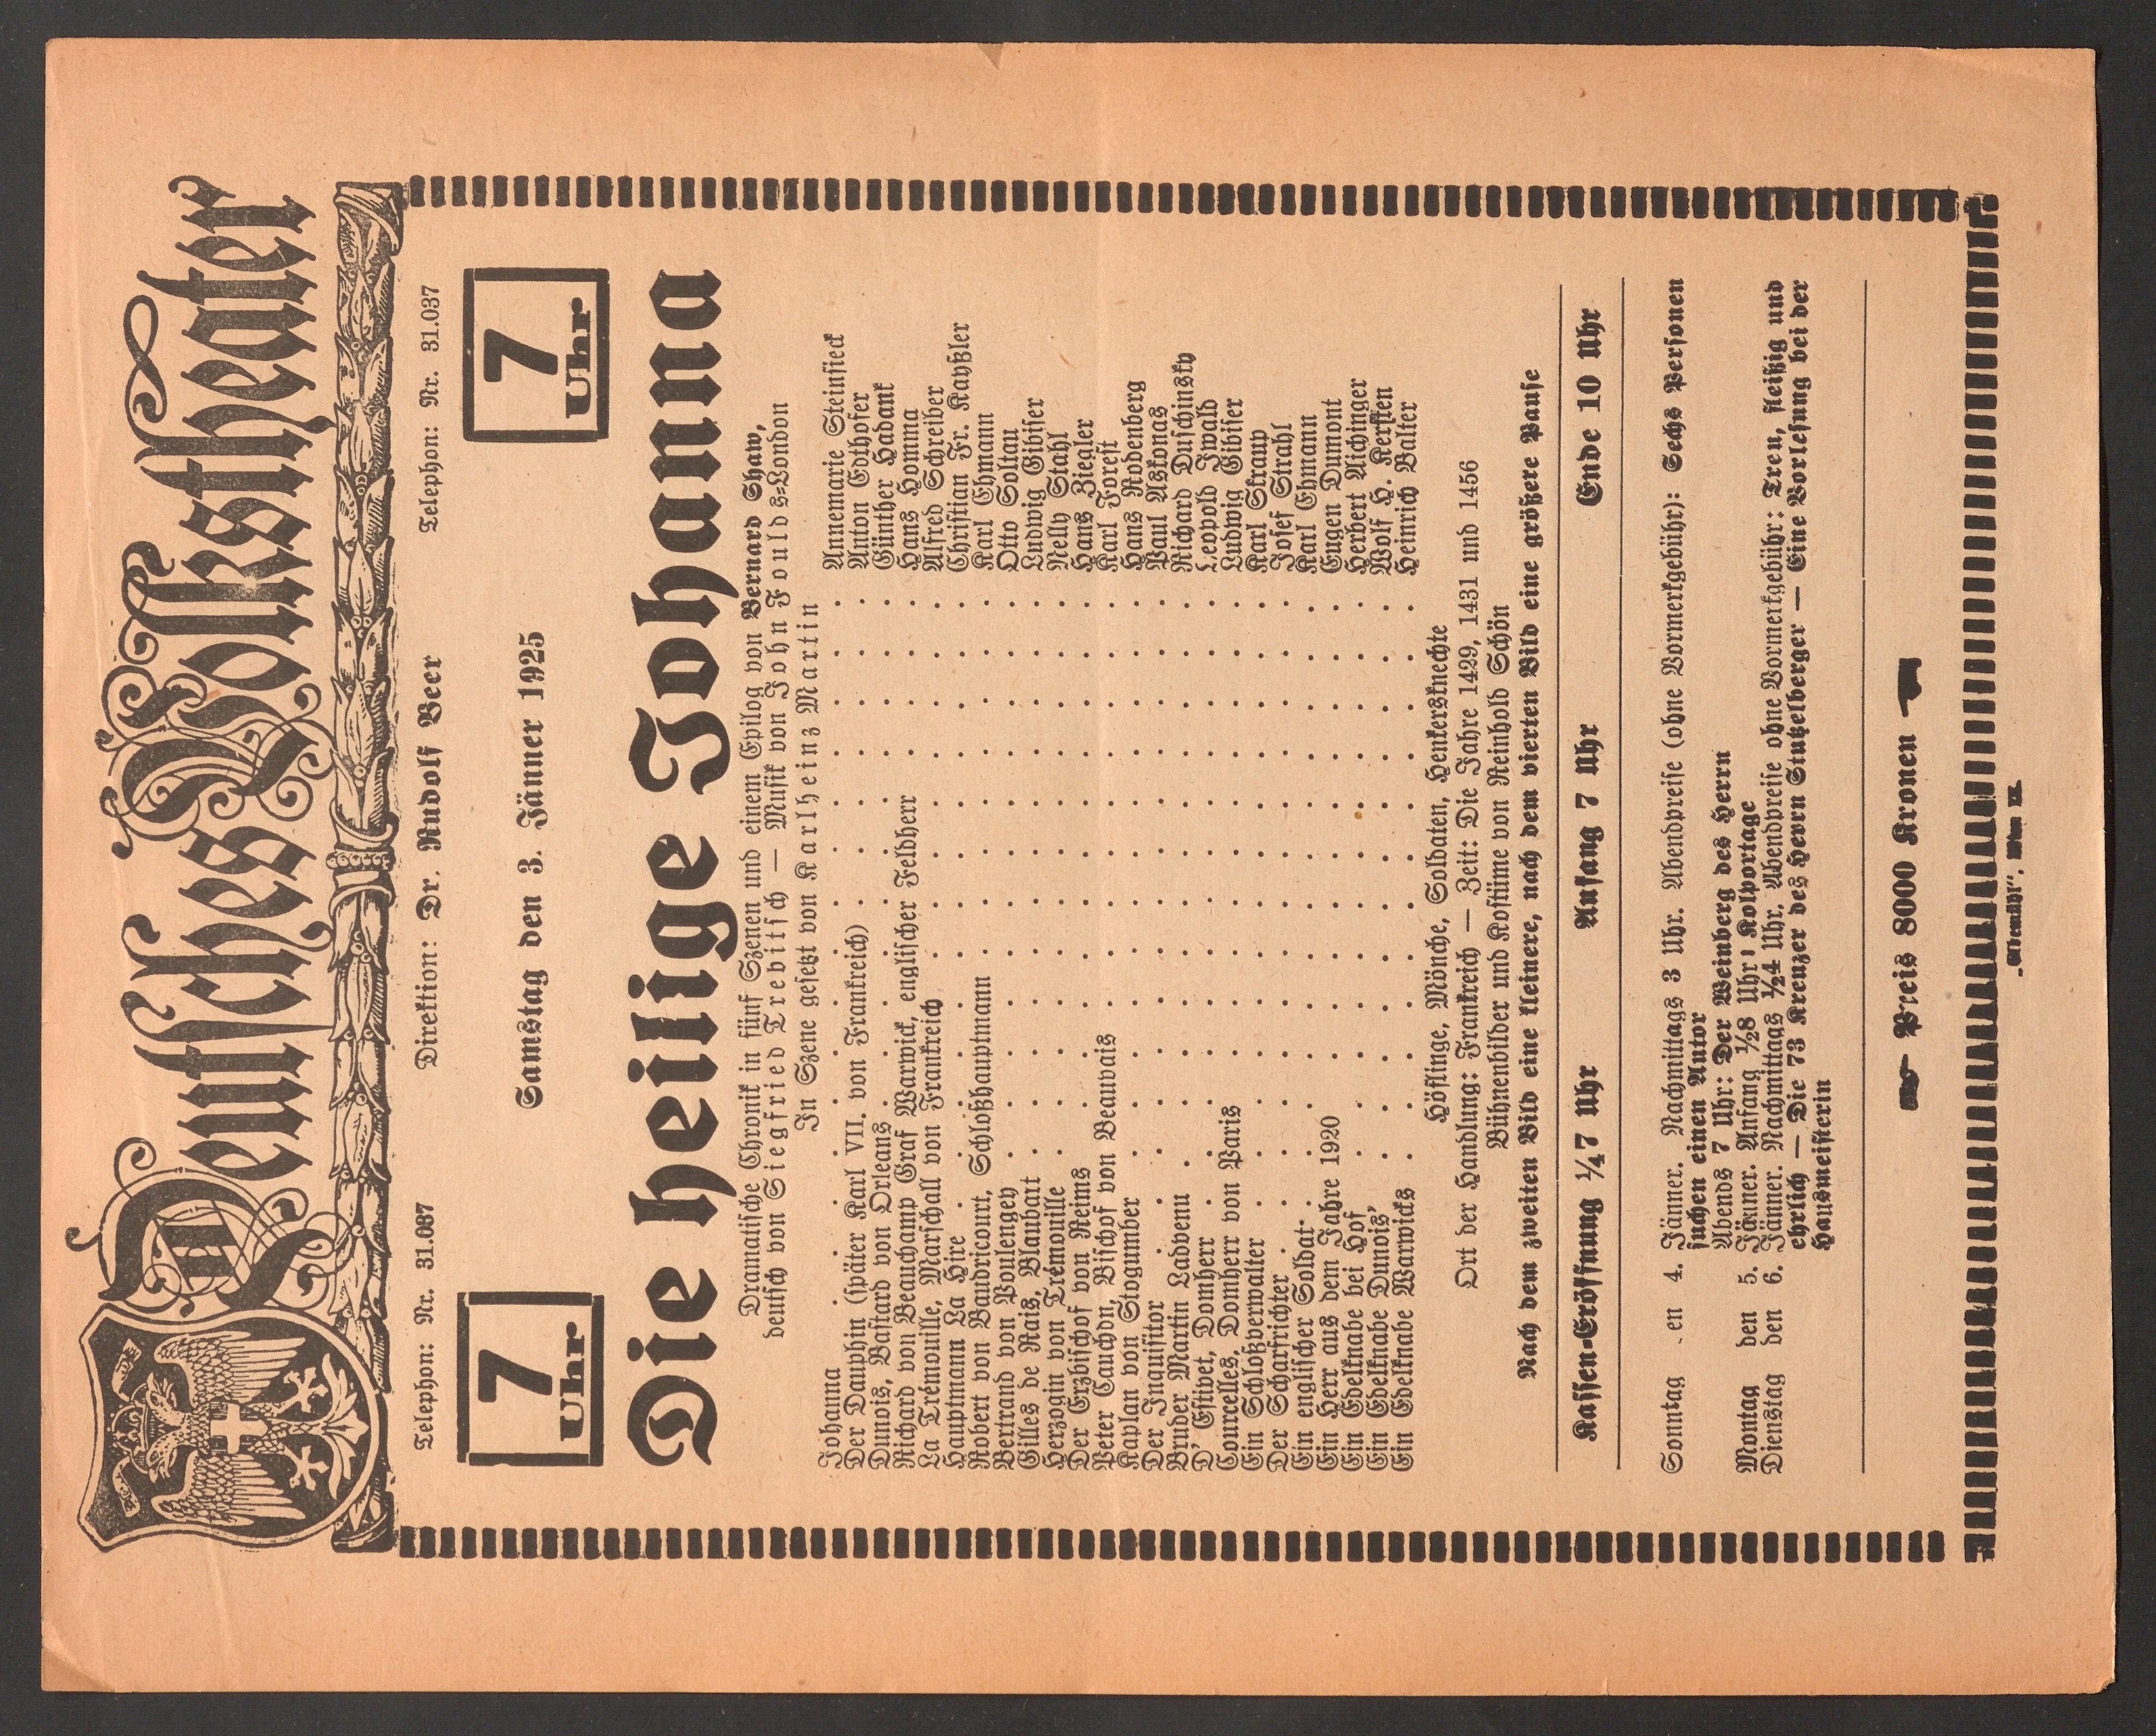 Deutsches Volkstheater
Telephon: Nr. 31.087 Direktion: Dr. Rudolf Beer Telephon: Nr. 31.037
7 Uhr Samstag den 3. Jänner 1925 7 Uhr
Die heilige Johanna
Dramatische Chronik in fünf Szenen und einem Epilog von Bernard Shaw,
deutsch von Siegfried Trebitsch — Musik von John Foulds-London
In Szene gesetzt von Karlheinz Martin
Johanna . . . . . . . . . . Annemarie Steinsieck
Der Dauphin (später Karl VII. von Frankreich) . . . . . . Anton Edthofer
Dunois, Bastard von Orleans . . . . . . . . . . Günther Hadank
Richard von Beauchamp Graf Warwick, englischer Feldherr . . . . Hans Homma
La Trémouille, Marschall von Frankreich . . . . . . . . Alfred Schreiber
Hauptmann La Hire . . . . . . . . . . Christian Fr. Kayßler
Robert von Baudricourt, Schloßhauptmann . . . . . . . . Karl Ehmann
Bertrand von Poulengey . . . . . . . . . . Otto Soltau
Gilles de Rais, Blaubart . . . . . . . . . . Ludwig Gibiser
Herzogin von Trémouille . . . . . . . . . . Nelly Stahl
Der Erzbischof von Reims . . . . . . . . . . Hans Ziegler
Peter Cauchon, Bischof von Beauvais . . . . . . . . Karl Forest
Kaplan von Stogumber . . . . . . . . . . Hans Rodenberg
Der Inquisitor . . . . . . . . . . Paul Askonas
Bruder Martin Ladvenu . . . . . . . . . . Richard Duschinsky
D' Estivet, Domherr . . . . . . . . . . Leopold Iwald
Courcelles, Domherr von Paris . . . . . . . . . . Ludwig Gibiser
Ein Schloßverwalter . . . . . . . . . . Karl Skraup
Der Scharfrichter . . . . . . . . . . Josef Strahl
Ein englischer Soldat . . . . . . . . . . Karl Ehmann
Ein Herr aus dem Jahre 1920 . . . . . . . . . . Eugen Dumont
Ein Edelknabe bei Hof . . . . . . . . . . Herbert Aichinger
Ein Edelknabe Dunois' . . . . . . . . . . Wolf H. Kersten
Ein Edelknabe Warwicks . . . . . . . . . . Heinrich Balter
Höflinge, Mönche, Soldaten, Henkersknechte
Ort der Handlung: Frankreich — Zeit: Die Jahre 1429, 1431 und 1456
Bühnenbilder und Kostüme von Reinhold Schön
Nach dem zweiten Bild eine kleinere, nach dem vierten Bild eine größere Pause
Kassen-Eröffnung ¼7 Uhr Anfang 7 Uhr Ende 10 Uhr
Sonntag en 4. Jänner. Nachmittags 3 Uhr. Abendpreise (ohne Vormerkgebühr): Sechs Personen
suchen einen Autor
Abends 7 Uhr: Der Weinberg des Herrn
Montag den 5. Jänner. Anfang ½8 Uhr! Kolportage
Dienstag den 6. Jänner. Nachmittags ½4 Uhr. Abendpreise ohne Vormerkgebühr: Treu, fleißig und
ehrlich — Die 73 Kreuzer des Herrn Stutzelberger — Eine Vorlesung bei der
Hausmeisterin
Preis 8000 Kronen
„Elbemühl", Wien IX.